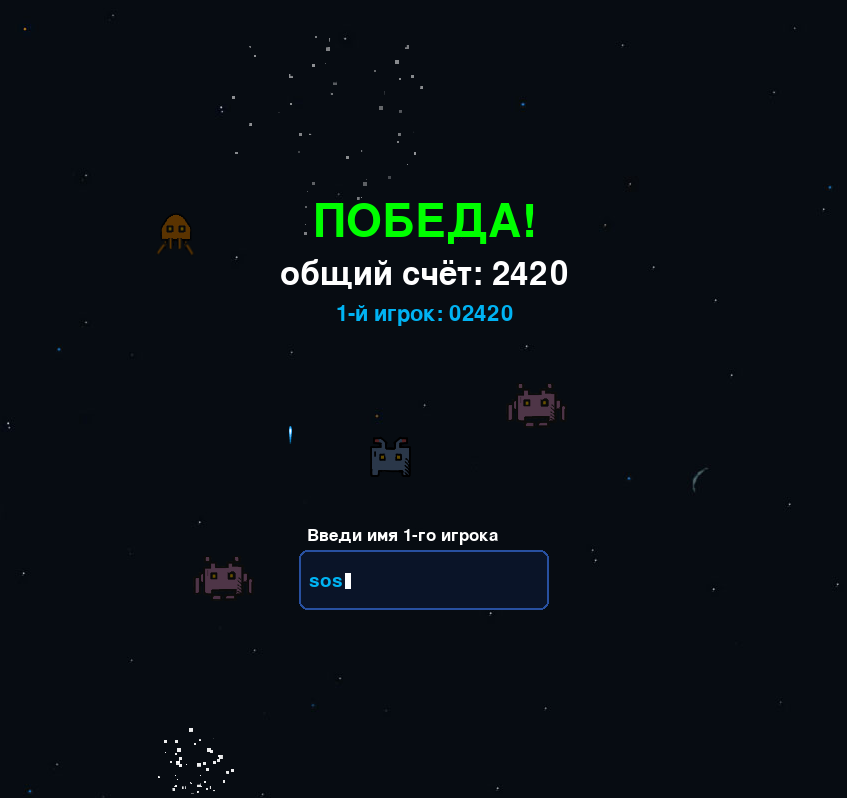 ПОБЕДА!
общий счёт: 2420
1-й игрок: 02420
Введи имя 1-го игрока
sos